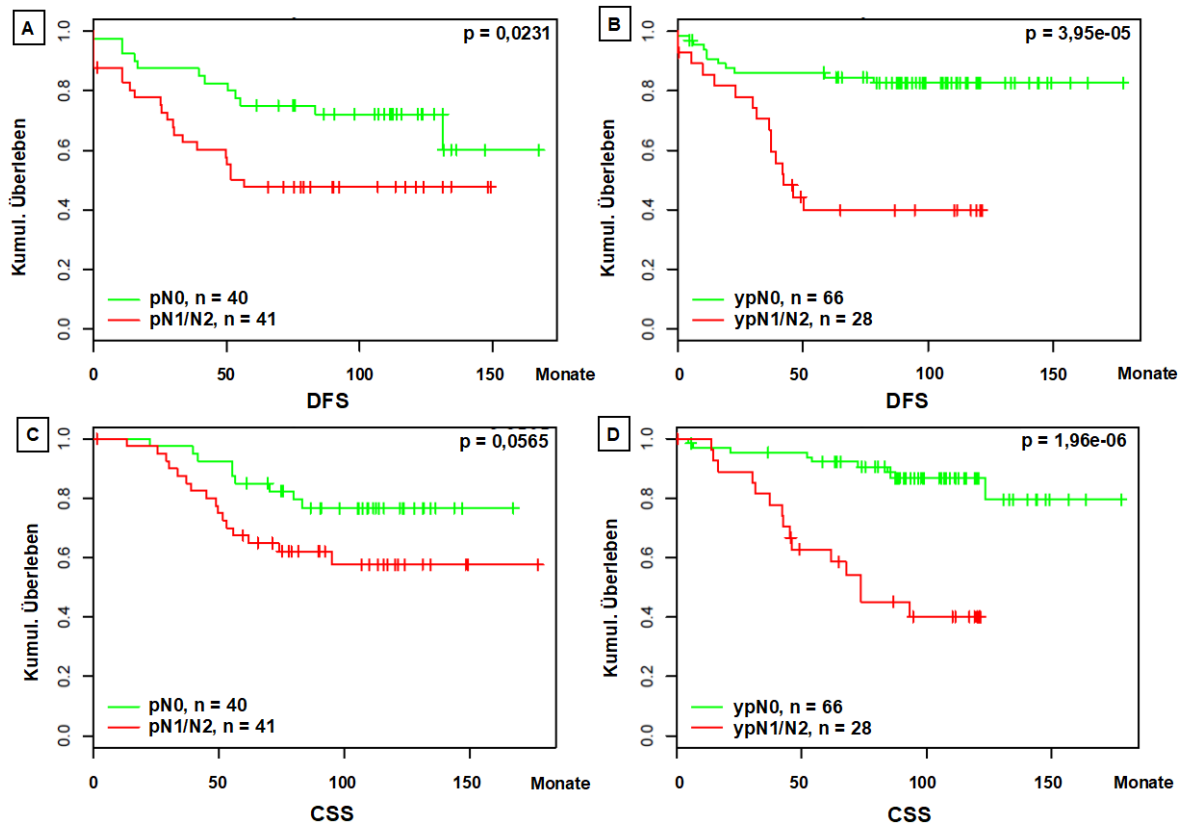 A
p = 0,0231
Kumul. Überleben
1.0
0.8
0.6
0.4
0.2
0.0
pN0, n = 40
pN1/N2, n = 41
0 50 100 150 Monate
DFS
B
p = 3,95e-05
Kumul. Überleben
1.0
0.8
0.6
0.4
0.2
0.0
ypN0, n = 66
ypN1/N2, n = 28
0 50 100 150 Monate
DFS
C
p = 0,0565
Kumul. Überleben
1.0
0.8
0.6
0.4
0.2
0.0
pN0, n = 40
pN1/N2, n = 41
0 50 100 150 Monate
CSS
D
p = 1,96e-06
Kumul. Überleben
1.0
0.8
0.6
0.4
0.2
0.0
ypN0, n = 66
ypN1/N2, n = 28
0 50 100 150 Monate
CSS